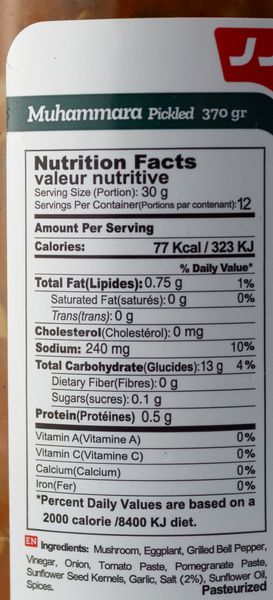 Muhammara Pickled 370 gr
Nutrition Facts
valeur nutritive
Serving Size (Portion): 30 g
Servings Per Container(Portions par contenant):12
Amount Per Serving
Calories: 77 Kcal / 323 KJ
% Daily Value*
Total Fat(Lipides): 0.75 g 1%
Saturated Fat(saturés): 0 g 0%
Trans(trans): 0 g
Cholesterol(Cholestérol): 0 mg
Sodium: 240 mg 10%
Total Carbohydrate(Glucides): 13 g 4%
Dietary Fiber(Fibres): 0 g
Sugars(sucres): 0.1 g
Protein(Protéines) 0.5 g
Vitamin A(Vitamine A) 0%
Vitamin C(Vitamine C) 0%
Calcium(Calcium) 0%
Iron(Fer) 0%
*Percent Daily Values are based on a
2000 calorie /8400 KJ diet.
EN Ingredients: Mushroom, Eggplant, Grilled Bell Pepper,
Vinegar, Onion, Tomato Paste, Pomegranate Paste,
Sunflower Seed Kernels, Garlic, Salt (2%), Sunflower Oil,
Spices. Pasteurized